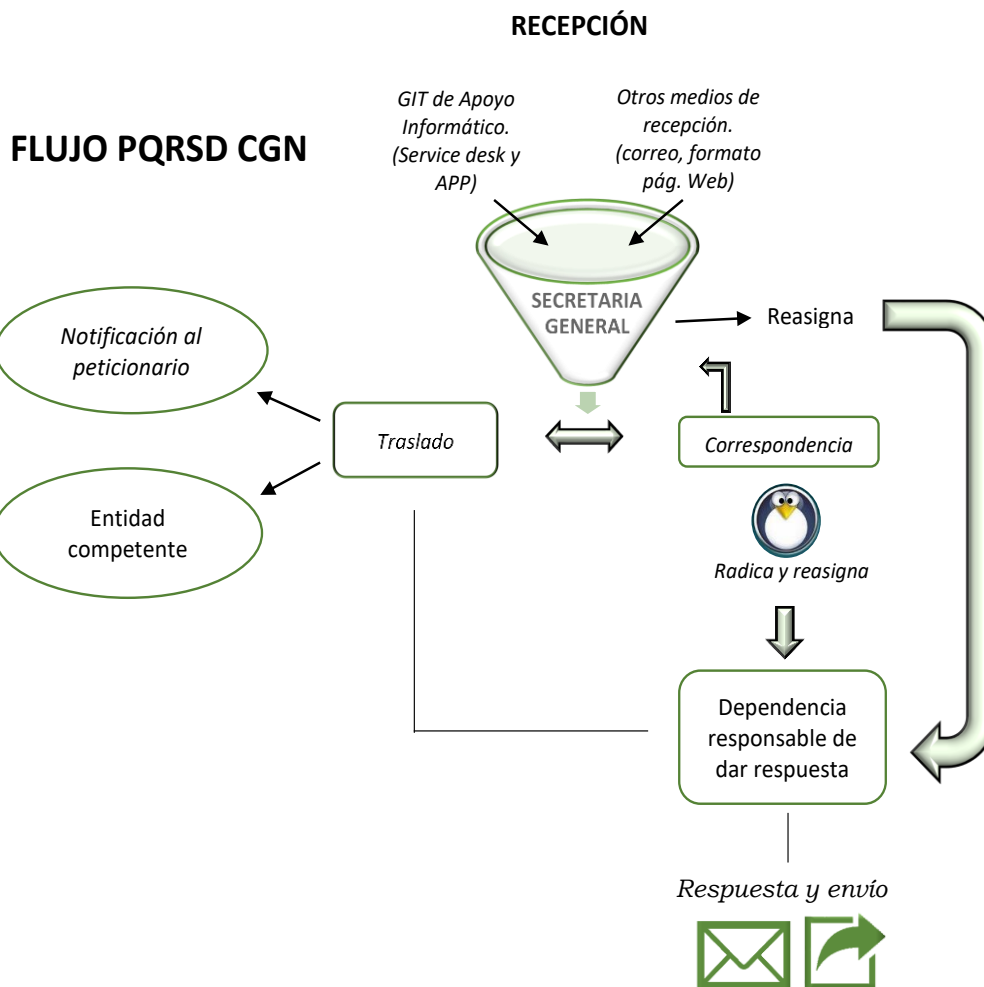 RECEPCIÓN
FLUJO PQRSD CGN
GIT de Apoyo
Informático.
(Service desk y
APP)
Otros medios de
recepción.
(correo, formato
pág. Web)
SECRETARIA
GENERAL
Reasigna
Notificación al
peticionario
Traslado
Correspondencia
Entidad
competente
Radica y reasigna
Dependencia
responsable de
dar respuesta
Respuesta y envío